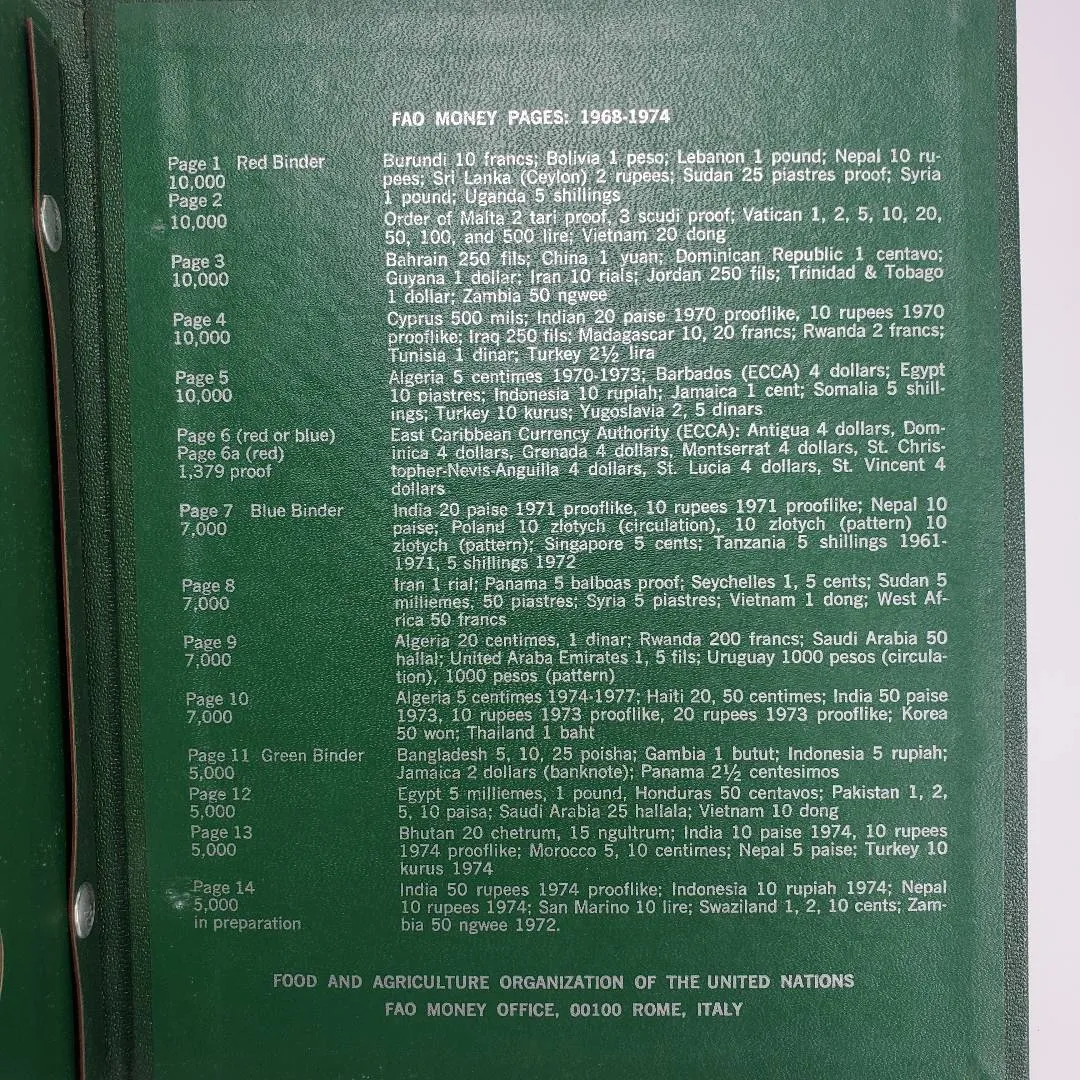 FAO MONEY PAGES: 1968-1974
Page 1 Red Binder Burundi 10 francs; Bolivia 1 peso; Lebanon 1 pound; Nepal 10 ru-
10,000 pees; Sri Lanka (Ceylon) 2 rupees; Sudan 25 piastres proof; Syria
Page 2 1 pound; Uganda 5 shillings
10,000 Order of Malta 2 tari proof, 3 scudi proof; Vatican 1, 2, 5, 10, 20,
50, 100, and 500 lire; Vietnam 20 dong
Page 3 Bahrain 250 fils; China 1 yuan; Dominican Republic 1 centavo;
10,000 Guyana 1 dollar; Iran 10 rials; Jordan 250 fils; Trinidad & Tobago
1 dollar; Zambia 50 ngwee
Page 4 Cyprus 500 mils; Indian 20 paise 1970 prooflike, 10 rupees 1970
10,000 prooflike; Iraq 250 fils; Madagascar 10, 20 francs; Rwanda 2 francs;
Tunisia 1 dinar; Turkey 2½ lira
Page 5 Algeria 5 centimes 1970-1973; Barbados (ECCA) 4 dollars; Egypt
10,000 10 piastres; Indonesia 10 rupiah; Jamaica 1 cent; Somalia 5 shill-
ings; Turkey 10 kurus; Yugoslavia 2, 5 dinars
Page 6 (red or blue) East Caribbean Currency Authority (ECCA): Antigua 4 dollars, Dom-
Page 6a (red) inica 4 dollars, Grenada 4 dollars, Montserrat 4 dollars, St. Chris-
1,379 proof topher-Nevis-Anguilla 4 dollars, St. Lucia 4 dollars, St. Vincent 4
dollars
Page 7 Blue Binder India 20 paise 1971 prooflike, 10 rupees 1971 prooflike; Nepal 10
7,000 paise; Poland 10 zlotych (circulation), 10 zlotych (pattern) 10
zlotych (pattern); Singapore 5 cents; Tanzania 5 shillings 1961-
1971, 5 shillings 1972
Page 8 Iran 1 rial; Panama 5 balboas proof; Seychelles 1, 5 cents; Sudan 5
7,000 milliemes, 50 piastres; Syria 5 piastres; Vietnam 1 dong; West Af-
rica 50 francs
Page 9 Algeria 20 centimes, 1 dinar; Rwanda 200 francs; Saudi Arabia 50
7,000 hallal; United Araba Emirates 1, 5 fils; Uruguay 1000 pesos (circula-
tion), 1000 pesos (pattern)
Page 10 Algeria 5 centimes 1974-1977; Haiti 20, 50 centimes; India 50 paise
7,000 1973, 10 rupees 1973 prooflike, 20 rupees 1973 prooflike; Korea
50 won; Thailand 1 baht
Page 11 Green Binder Bangladesh 5, 10, 25 poisha; Gambia 1 butut; Indonesia 5 rupiah;
5,000 Jamaica 2 dollars (banknote); Panama 2½ centesimos
Page 12 Egypt 5 milliemes, 1 pound, Honduras 50 centavos; Pakistan 1, 2,
5,000 5, 10 paisa; Saudi Arabia 25 hallala; Vietnam 10 dong
Page 13 Bhutan 20 chetrum, 15 ngultrum; India 10 paise 1974, 10 rupees
5,000 1974 prooflike; Morocco 5, 10 centimes; Nepal 5 paise; Turkey 10
kurus 1974
Page 14 India 50 rupees 1974 prooflike; Indonesia 10 rupiah 1974; Nepal
5,000 10 rupees 1974; San Marino 10 lire; Swaziland 1, 2, 10 cents; Zam-
in preparation bia 50 ngwee 1972.
FOOD AND AGRICULTURE ORGANIZATION OF THE UNITED NATIONS
FAO MONEY OFFICE, 00100 ROME, ITALY